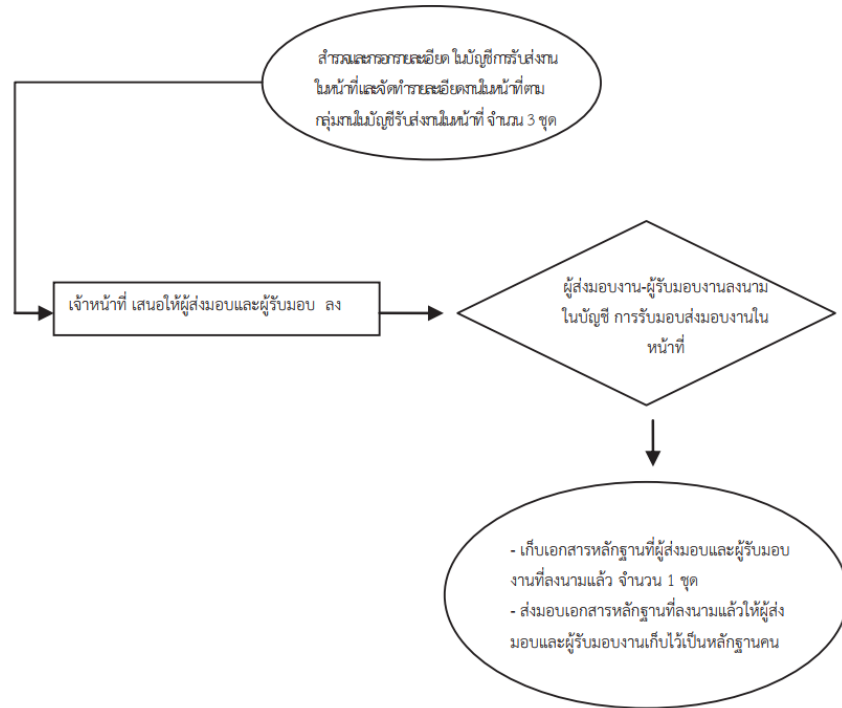 สำรวจและกรอกรายละเอียด ในบัญชีการรับส่งงาน
ในหน้าที่และจัดทำรายละเอียดงานในหน้าที่ตาม
กลุ่มงานในบัญชีรับส่งงานในหน้าที่ จำนวน 3 ชุด
เจ้าหน้าที่ เสนอให้ผู้ส่งมอบและผู้รับมอบ ลง
ผู้ส่งมอบงาน-ผู้รับมอบงานลงนาม
ในบัญชี การรับมอบส่งมอบงานใน
หน้าที่
- เก็บเอกสารหลักฐานที่ผู้ส่งมอบและผู้รับมอบ
งานที่ลงนามแล้ว จำนวน 1 ชุด
- ส่งมอบเอกสารหลักฐานที่ลงนามแล้วให้ผู้ส่ง
มอบและผู้รับมอบงานเก็บไว้เป็นหลักฐานคน